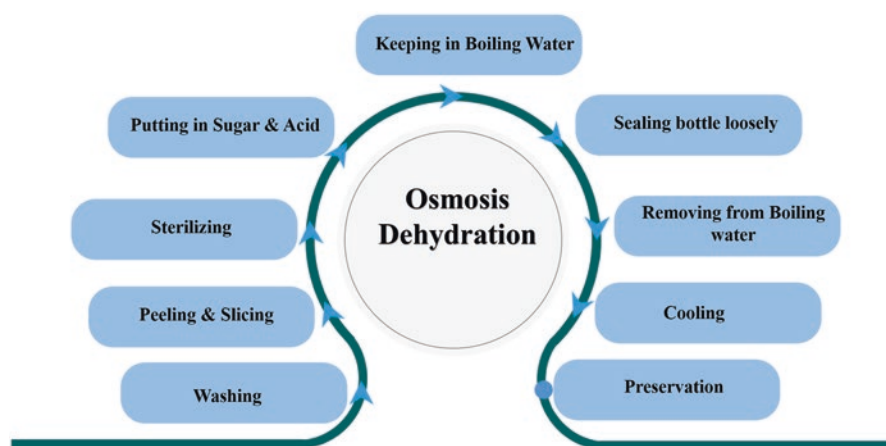 Keeping in Boiling Water
Putting in Sugar & Acid
Sealing bottle loosely
Osmosis
Dehydration
Sterilizing
Removing from Boiling
water
Peeling & Slicing
Cooling
Washing
Preservation